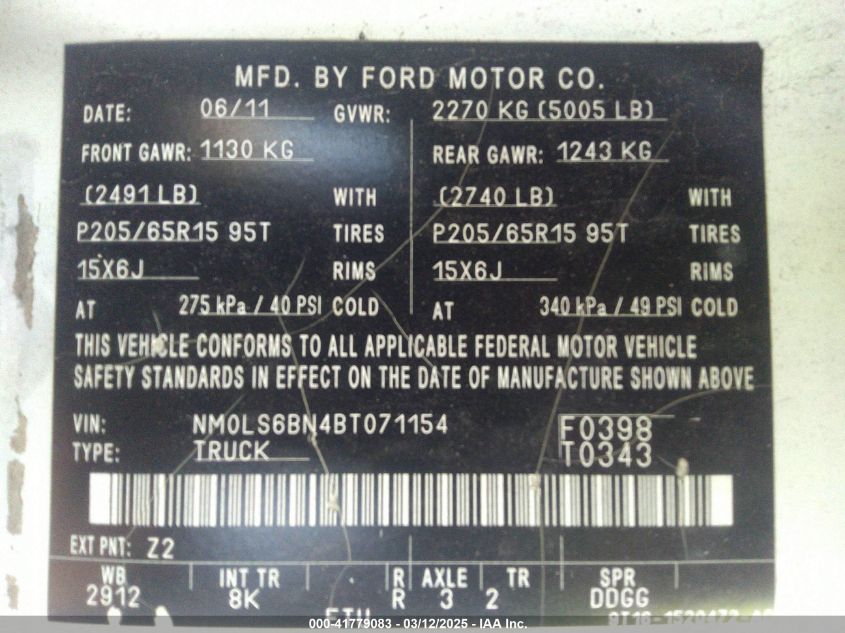 MFD. BY FORD MOTOR CO.
DATE: 06/11 GVWR: 2270 KG (5005 LB)
FRONT GAWR: 1130 KG REAR GAWR: 1243 KG
(2491 LB) WITH (2740 LB) WITH
P205/65R15 95T TIRES P205/65R15 95T TIRES
15X6J RIMS 15X6J RIMS
AT 275 kPa / 40 PSI COLD AT 340 kPa / 49 PSI COLD
THIS VEHICLE CONFORMS TO ALL APPLICABLE FEDERAL MOTOR VEHICLE
SAFETY STANDARDS IN EFFECT ON THE DATE OF MANUFACTURE SHOWN ABOVE
VIN: NM0LS6BN4BT071154 F0398
TYPE: TRUCK T0343
EXT PNT: Z2
WB INT TR R AXLE TR SPR
2912 8K R 3 2 DDGG
000-41779083 - 03/12/2025 - IAA Inc.